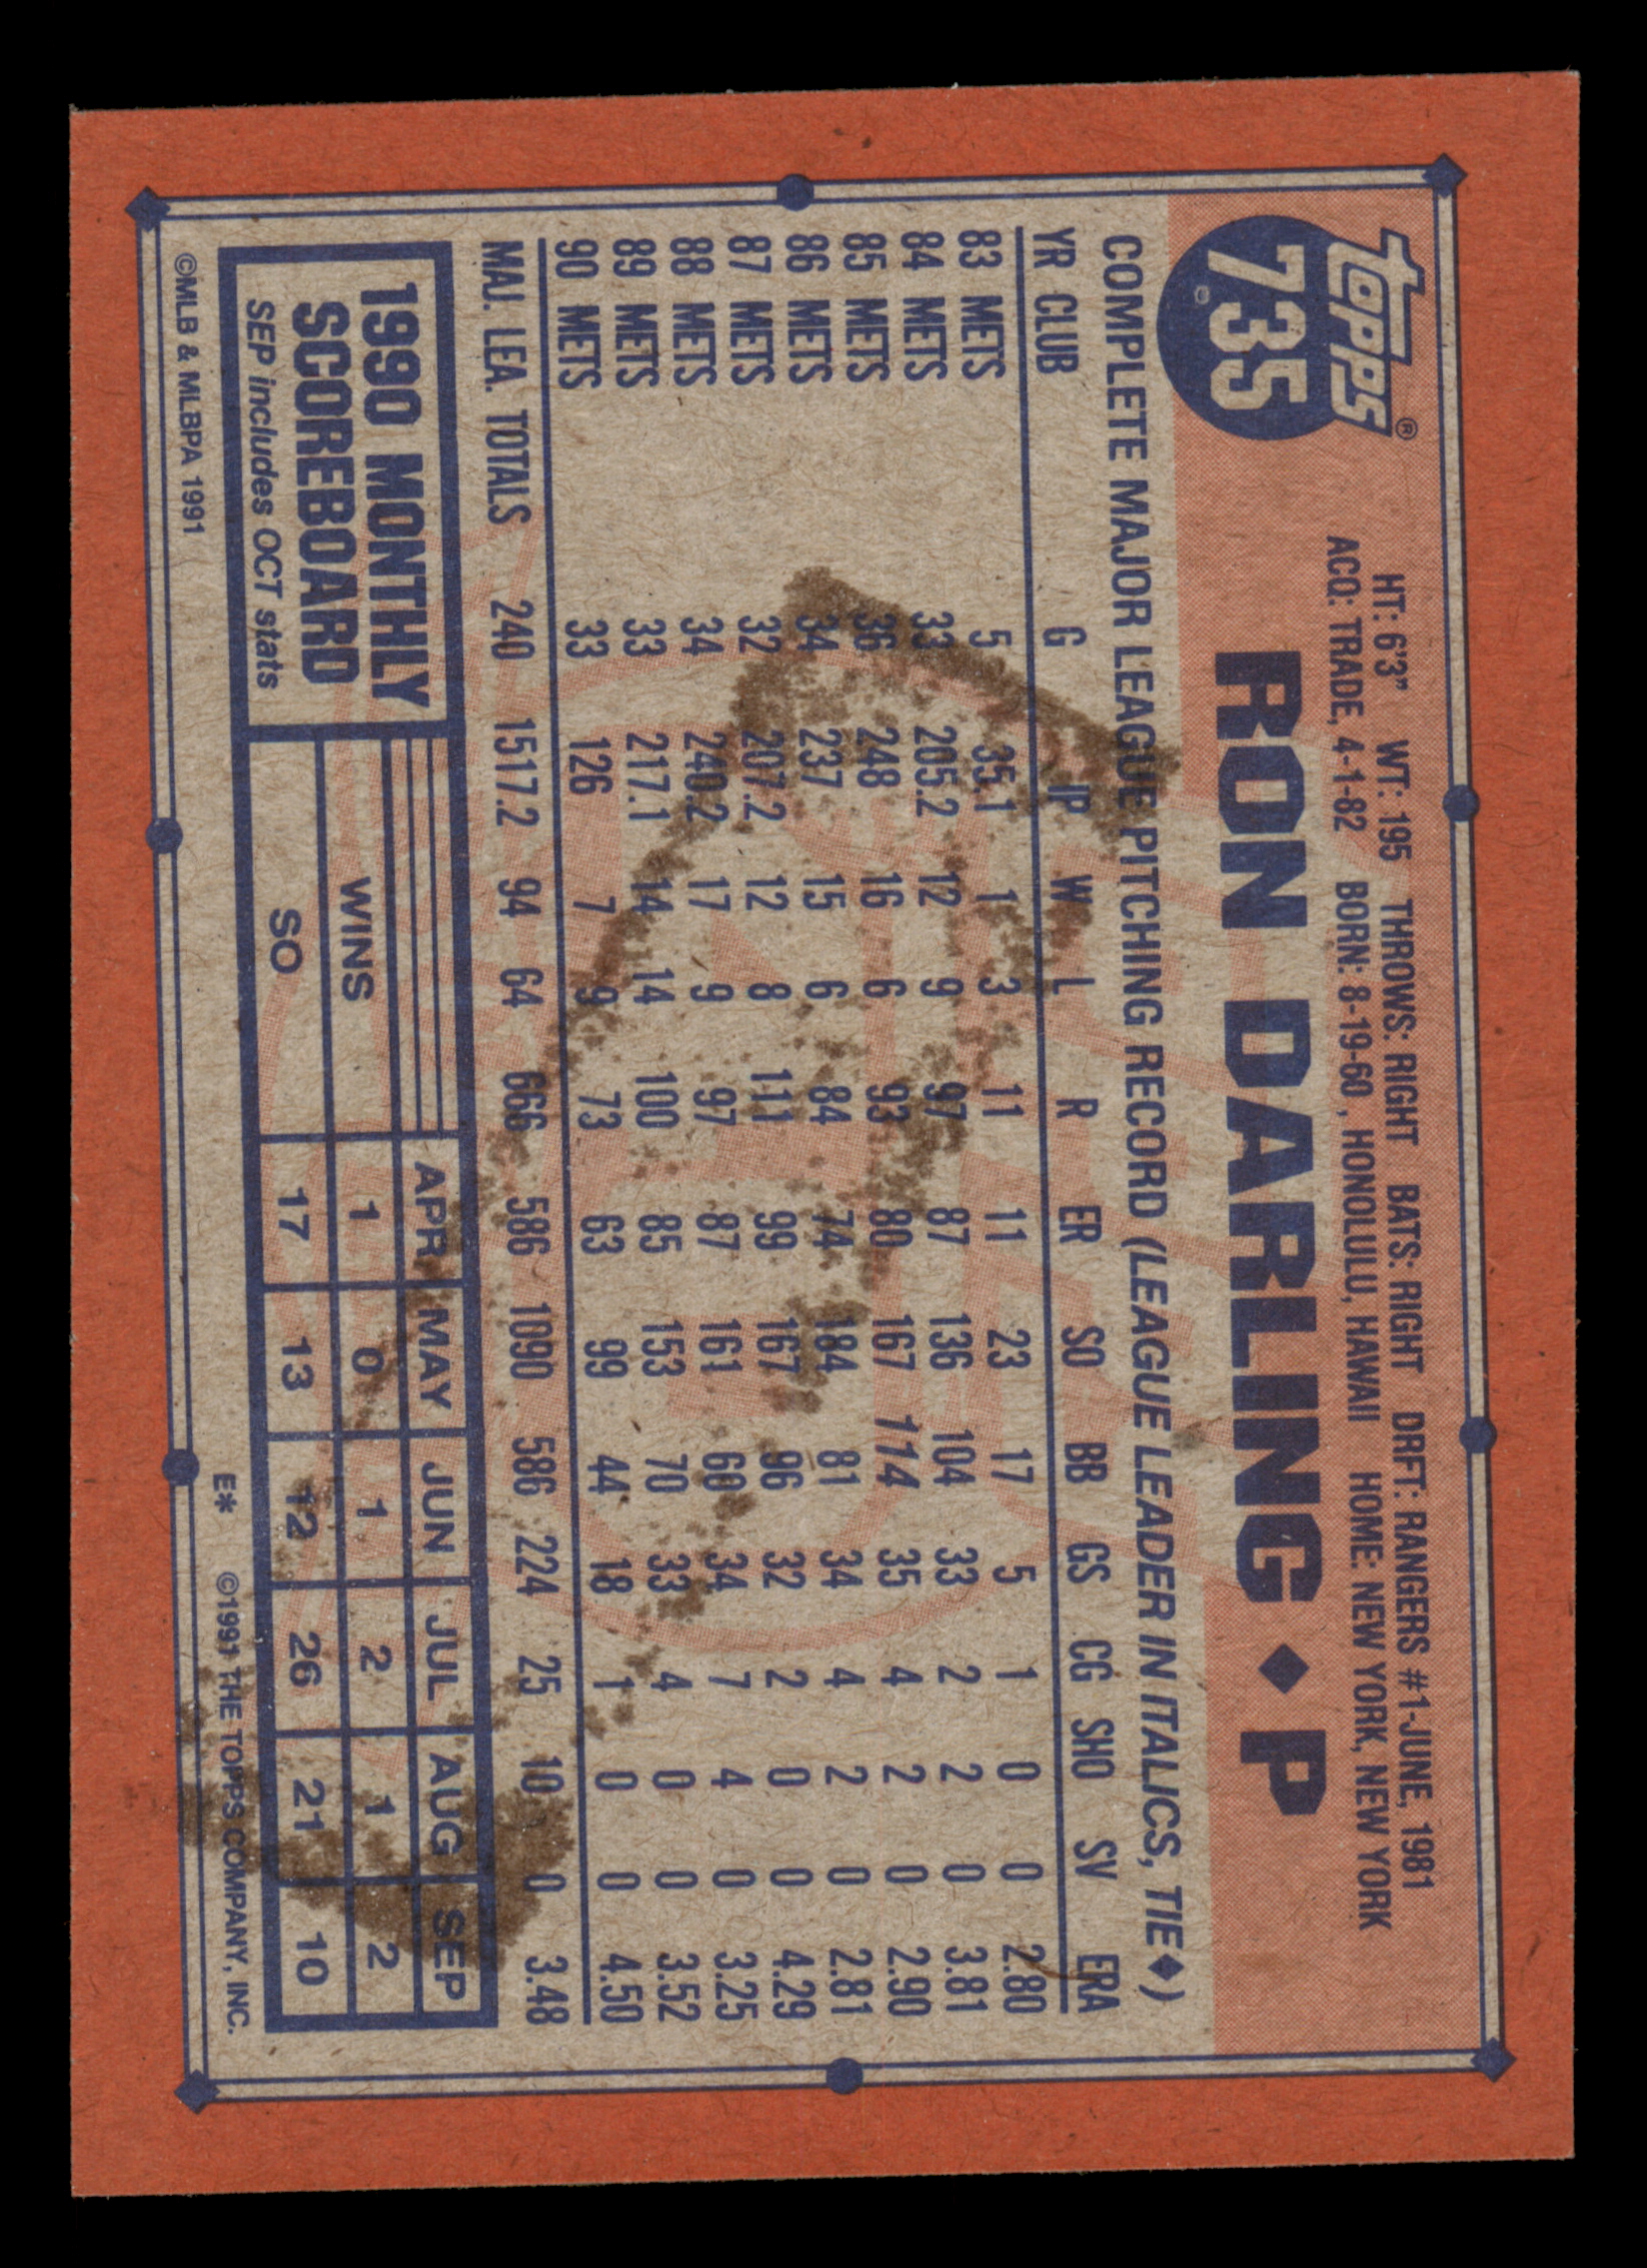 topps®
735
HT: 6'3" WT: 195 THROWS: RIGHT BATS: RIGHT DRFT: RANGERS #1-JUNE, 1981
ACQ: TRADE, 4-1-82 BORN: 8-19-60, HONOLULU, HAWAII HOME: NEW YORK, NEW YORK
RON DARLING ◆ P
COMPLETE MAJOR LEAGUE PITCHING RECORD (LEAGUE LEADER IN ITALICS, TIE◆)
YR CLUB G IP W L R ER SO BB GS CG SHO SV ERA
83 METS 5 35.1 1 3 11 11 23 17 5 1 0 0 2.80
84 METS 33 205.2 12 9 97 87 136 104 33 2 2 0 3.81
85 METS 36 248 16 6 93 80 167 114 35 4 2 0 2.90
86 METS 34 237 15 6 84 74 184 81 34 4 2 0 2.81
87 METS 32 207.2 12 8 111 99 167 96 32 2 0 0 4.29
88 METS 34 240.2 17 9 97 87 161 60 34 7 4 0 3.25
89 METS 33 217.1 14 14 100 85 153 70 33 4 0 0 3.52
90 METS 33 126 7 9 73 63 99 44 18 1 0 0 4.50
MAJ. LEA. TOTALS 240 1517.2 94 64 666 586 1090 586 224 25 10 0 3.48
1990 MONTHLY
SCOREBOARD
SEP includes OCT stats
APR MAY JUN JUL AUG SEP
WINS 1 0 1 2 1 2
SO 17 13 12 26 21 10
©MLB & MLBPA 1991 E* ©1991 THE TOPPS COMPANY, INC.